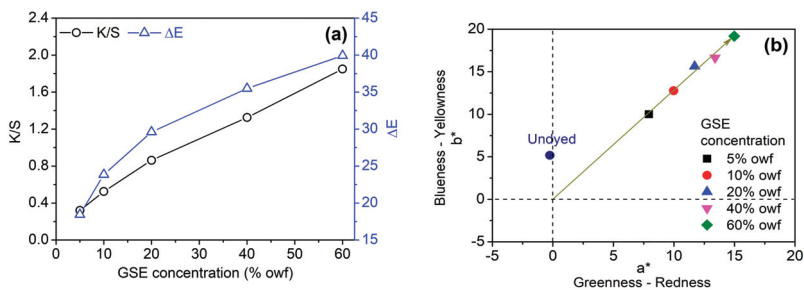 K/S
ΔE
(a)
2.4
2.0
1.6
1.2
0.8
0.4
0.0
K/S
45
40
35
30
25
20
15
ΔE
0
10
20
30
40
50
60
GSE concentration (% owf)
(b)
20
15
10
5
0
-5
Blueness - Yellowness
b*
Undyed
GSE
concentration
5% owf
10% owf
20% owf
40% owf
60% owf
-5
0
5
10
15
20
a*
Greenness - Redness